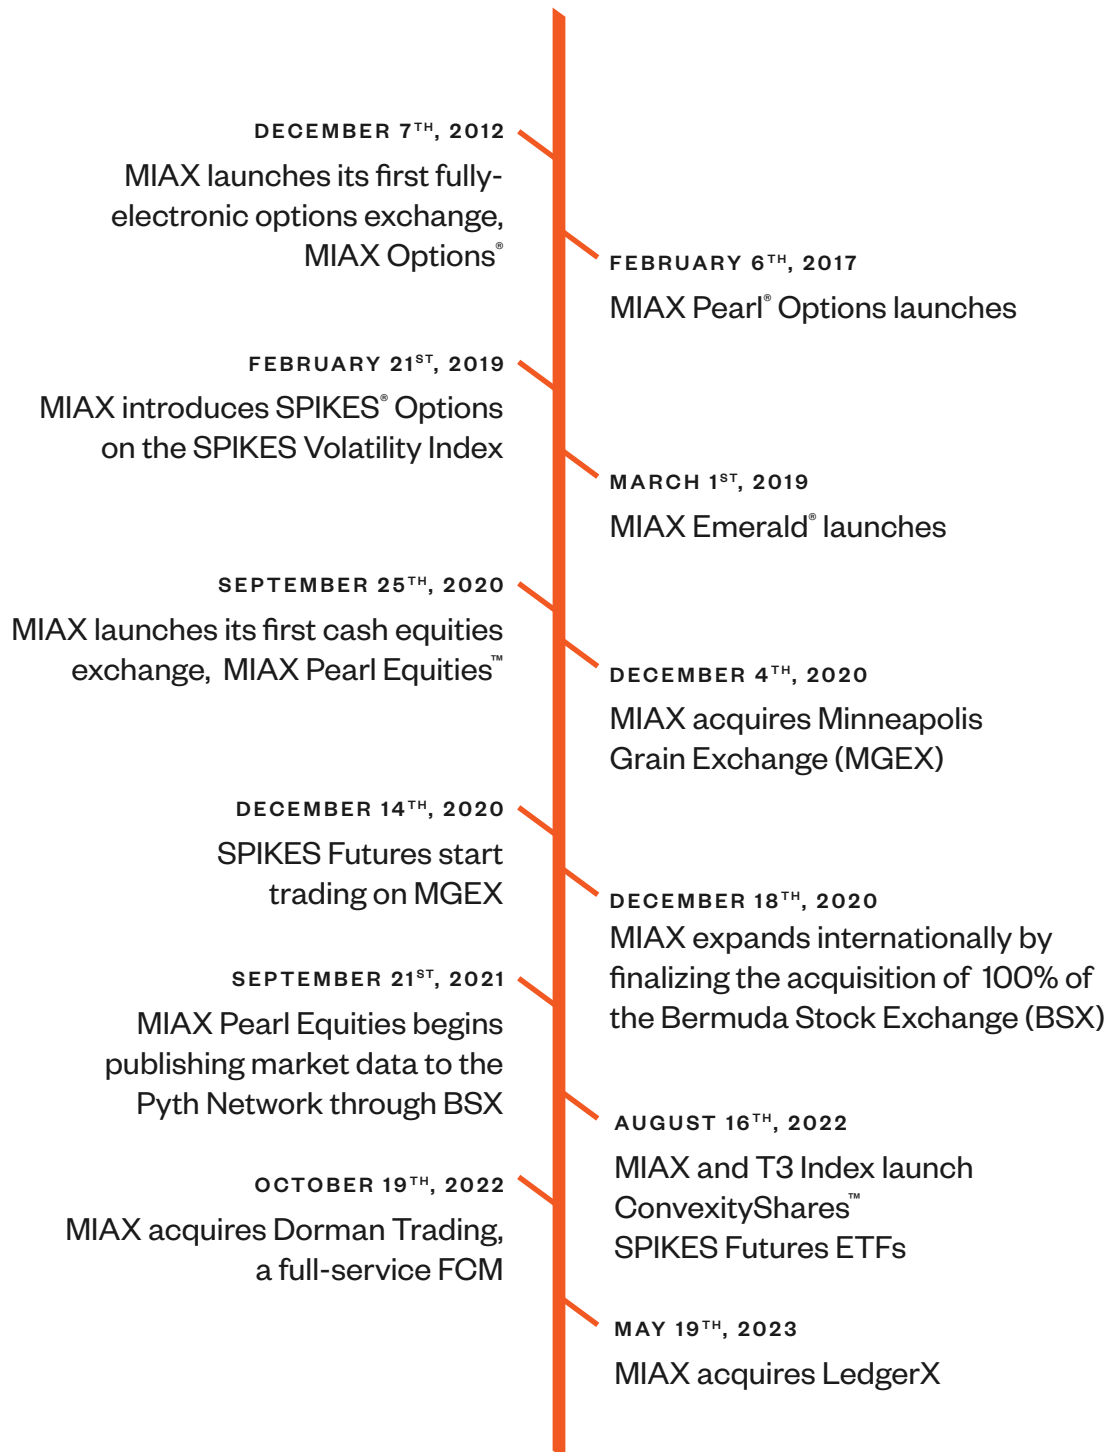 DECEMBER 7TH, 2012
MIAX launches its first fully-
electronic options exchange,
MIAX Options®
FEBRUARY 6TH, 2017
MIAX Pearl® Options launches
FEBRUARY 21ST, 2019
MIAX introduces SPIKES® Options
on the SPIKES Volatility Index
MARCH 1ST, 2019
MIAX Emerald® launches
SEPTEMBER 25TH, 2020
MIAX launches its first cash equities
exchange, MIAX Pearl Equities™
DECEMBER 4TH, 2020
MIAX acquires Minneapolis
Grain Exchange (MGEX)
DECEMBER 14TH, 2020
SPIKES Futures start
trading on MGEX
DECEMBER 18TH, 2020
MIAX expands internationally by
finalizing the acquisition of 100% of
the Bermuda Stock Exchange (BSX)
SEPTEMBER 21ST, 2021
MIAX Pearl Equities begins
publishing market data to the
Pyth Network through BSX
AUGUST 16TH, 2022
MIAX and T3 Index launch
ConvexityShares™
SPIKES Futures ETFs
OCTOBER 19TH, 2022
MIAX acquires Dorman Trading,
a full-service FCM
MAY 19TH, 2023
MIAX acquires LedgerX